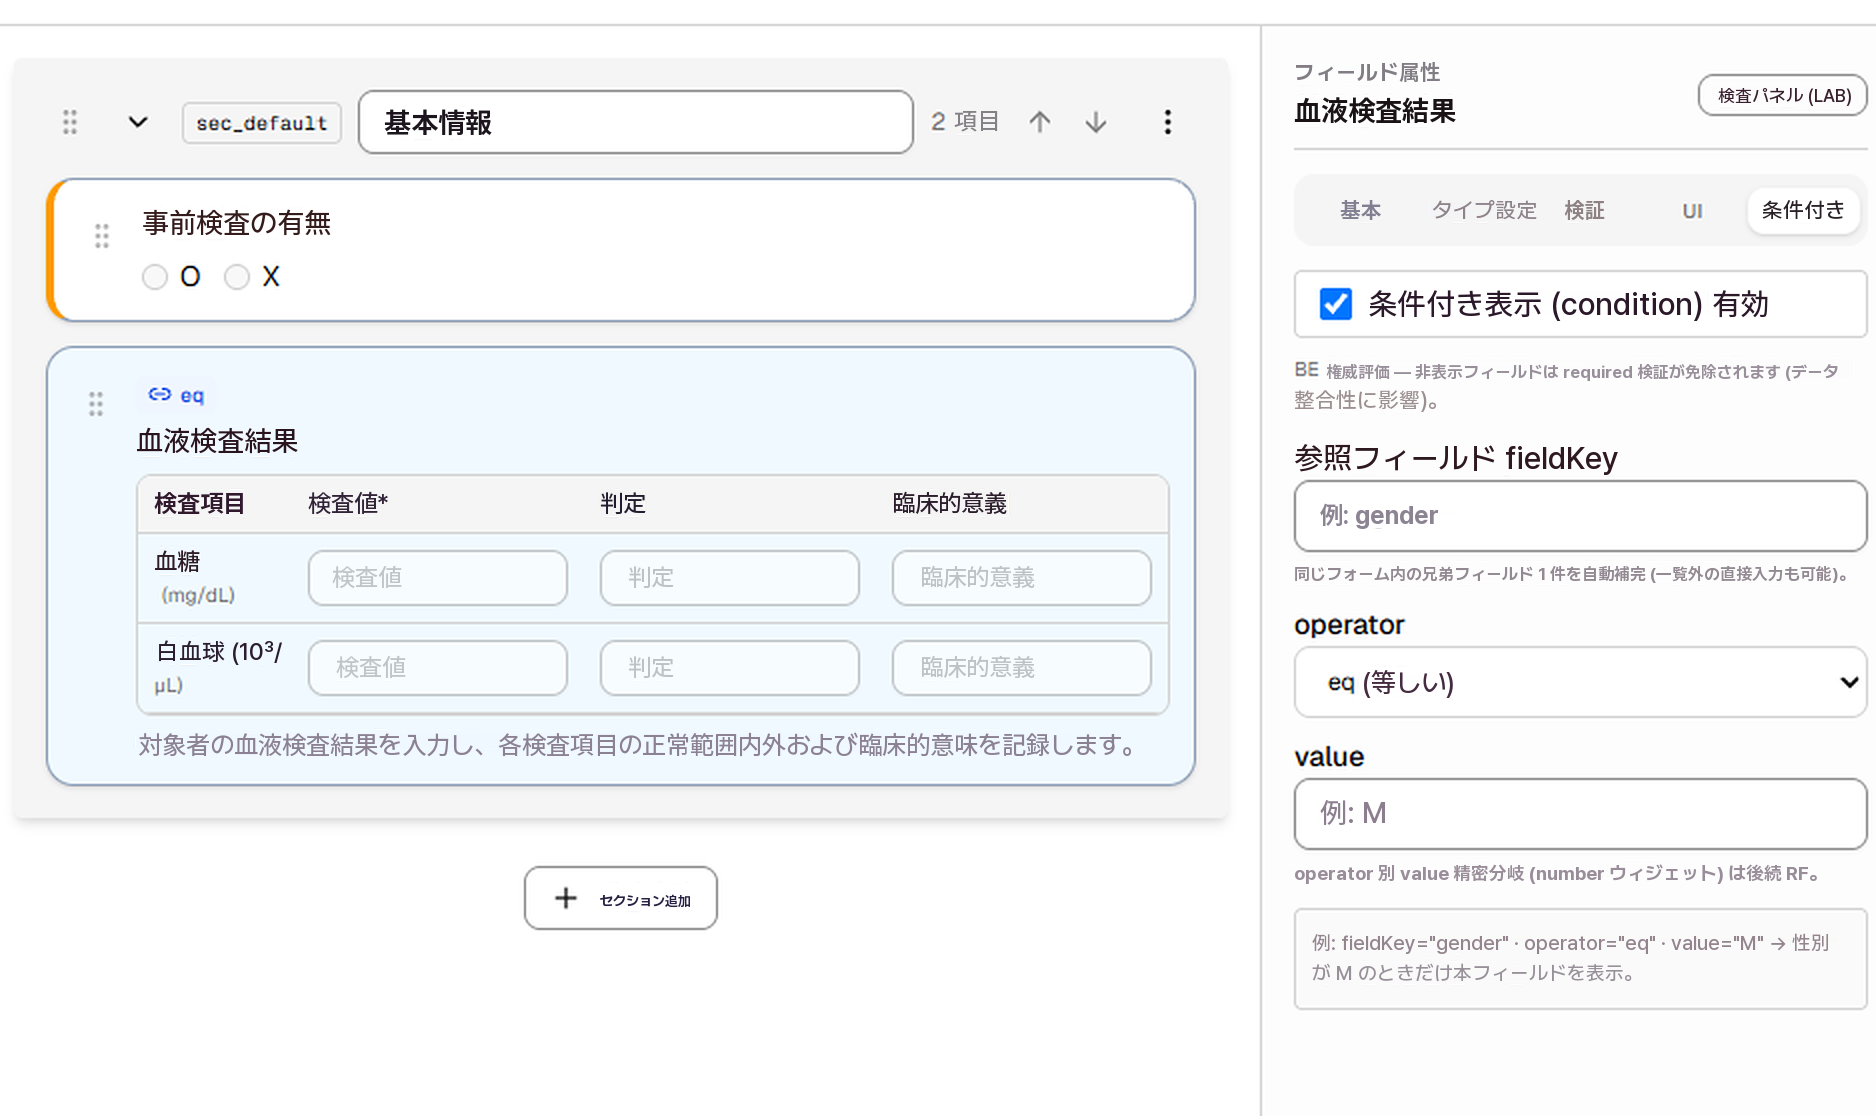 sec_default
基本情報
2 項目
事前検査の有無
O
X
eq
血液検査結果
検査項目 検査値* 判定 臨床的意義
血糖
(mg/dL)
検査値 判定 臨床的意義
白血球 (10³/
μL)
検査値 判定 臨床的意義
対象者の血液検査結果を入力し、各検査項目の正常範囲内外および臨床的意味を記録します。
+ セクション追加
フィールド属性
血液検査結果
検査パネル (LAB)
基本 タイプ設定 検証 UI 条件付き
条件付き表示 (condition) 有効
BE 権威評価 — 非表示フィールドは required 検証が免除されます (データ
整合性に影響)。
参照フィールド fieldKey
例: gender
同じフォーム内の兄弟フィールド 1 件を自動補完 (一覧外の直接入力も可能)。
operator
eq (等しい)
value
例: M
operator 別 value 精密分岐 (number ウィジェット) は後続 RF。
例: fieldKey="gender" · operator="eq" · value="M" → 性別
が M のときだけ本フィールドを表示。